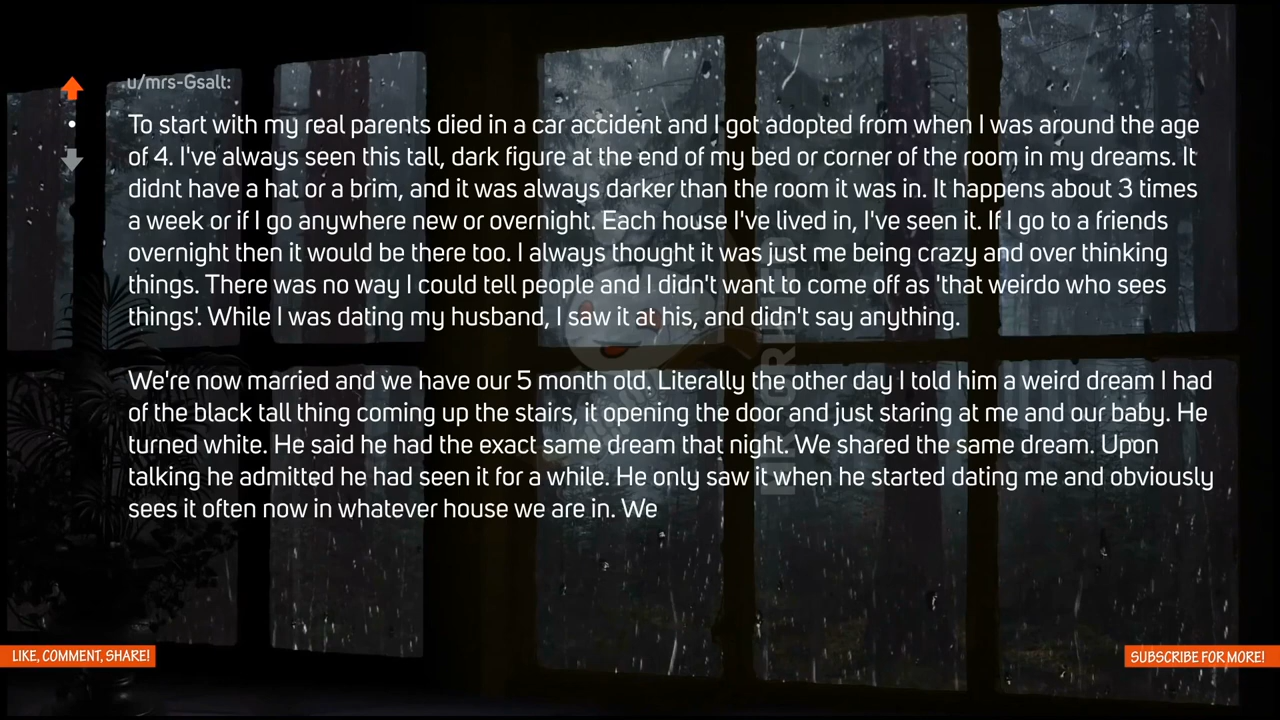 u/mrs-Gsalt:
To start with my real parents died in a car accident and I got adopted from when I was around the age
of 4. I've always seen this tall, dark figure at the end of my bed or corner of the room in my dreams. It
didnt have a hat or a brim, and it was always darker than the room it was in. It happens about 3 times
a week or if I go anywhere new or overnight. Each house I've lived in, I've seen it. If I go to a friends
overnight then it would be there too. I always thought it was just me being crazy and over thinking
things. There was no way I could tell people and I didn't want to come off as 'that weirdo who sees
things'. While I was dating my husband, I saw it at his, and didn't say anything.
We're now married and we have our 5 month old. Literally the other day I told him a weird dream I had
of the black tall thing coming up the stairs, it opening the door and just staring at me and our baby. He
turned white. He said he had the exact same dream that night. We shared the same dream. Upon
talking he admitted he had seen it for a while. He only saw it when he started dating me and obviously
sees it often now in whatever house we are in. We
LIKE, COMMENT, SHARE!
SUBSCRIBE FOR MORE!